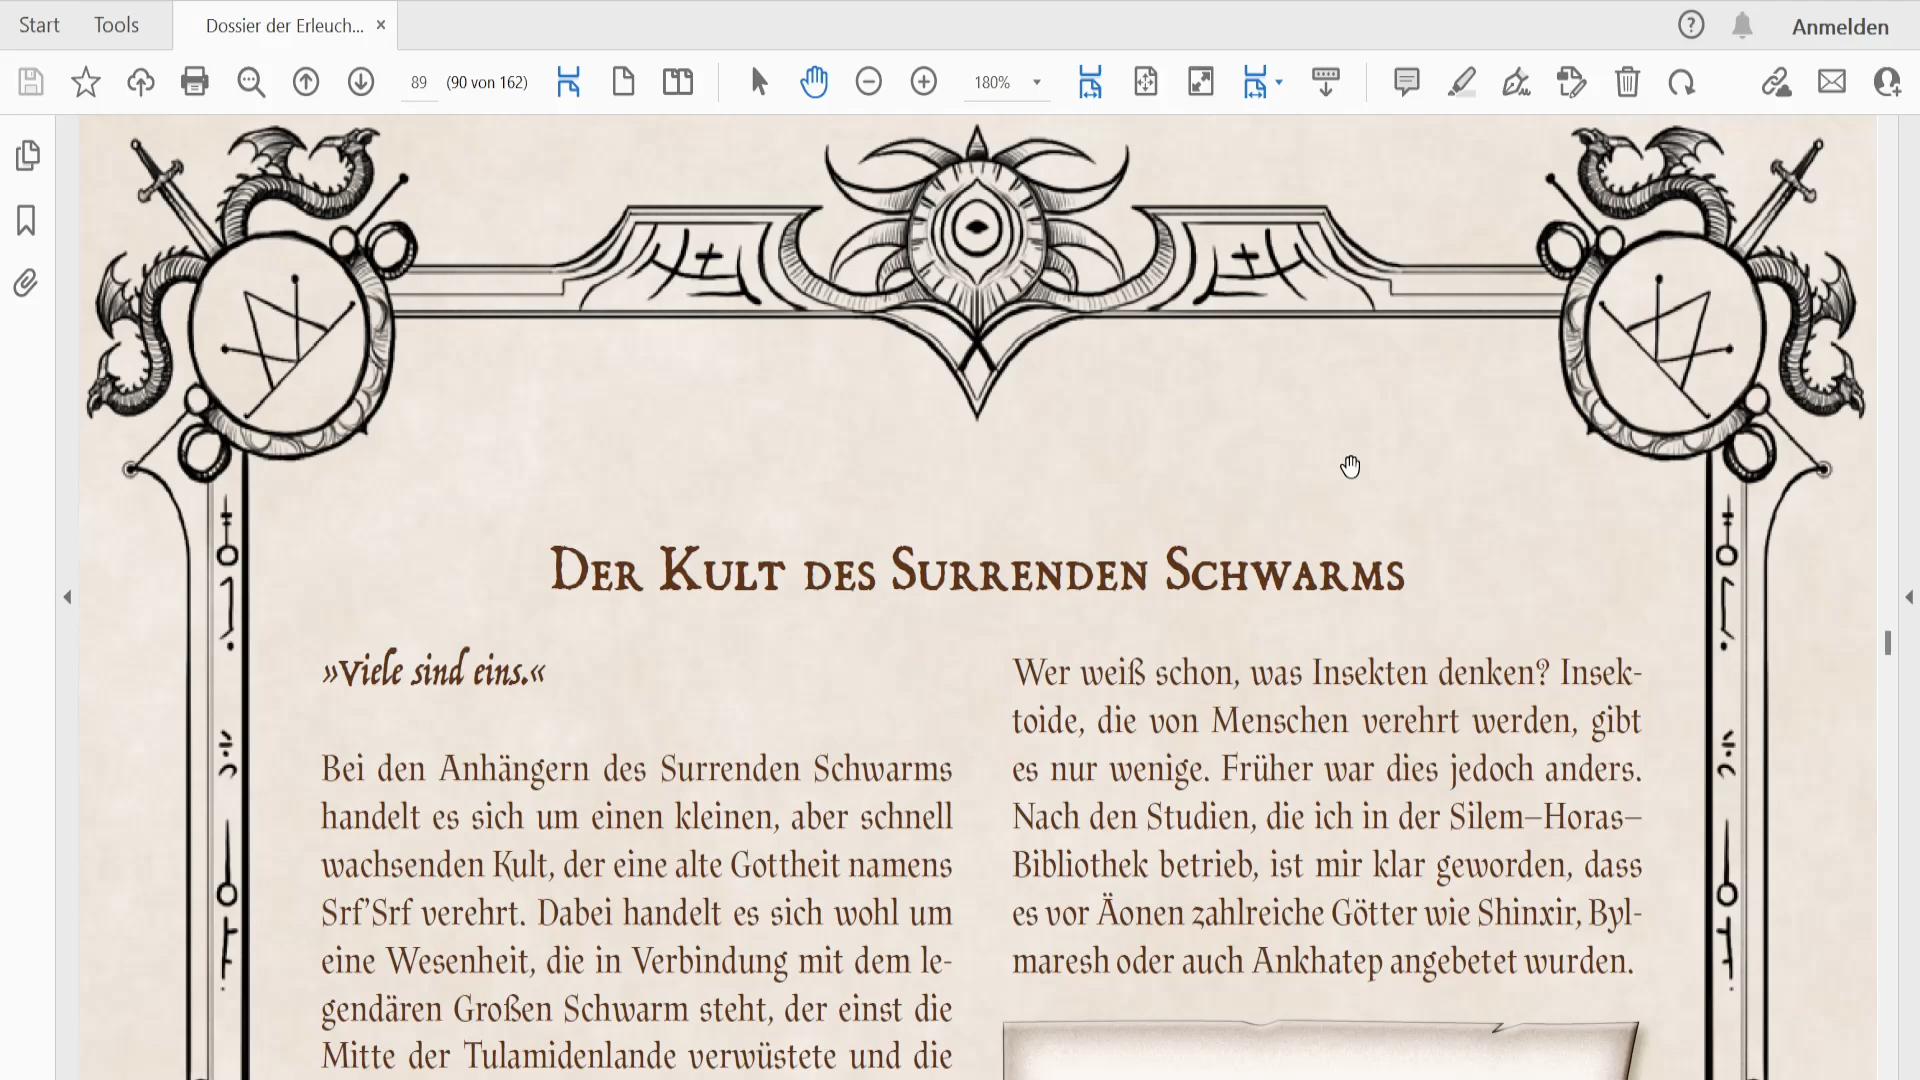 Start
Tools
Dossier der Erleuch...
Anmelden
89
(90 von 162)
180%
Der Kult des Surrenden Schwarms
»Viele sind eins.«
Bei den Anhängern des Surrenden Schwarms
handelt es sich um einen kleinen, aber schnell
wachsenden Kult, der eine alte Gottheit namens
Srf’Srf verehrt. Dabei handelt es sich wohl um
eine Wesenheit, die in Verbindung mit dem le-
gendären Großen Schwarm steht, der einst die
Mitte der Tulamidenlande verwüstete und die
Wer weiß schon, was Insekten denken? Insek-
toide, die von Menschen verehrt werden, gibt
es nur wenige. Früher war dies jedoch anders.
Nach den Studien, die ich in der Silem–Horas–
Bibliothek betrieb, ist mir klar geworden, dass
es vor Äonen zahlreiche Götter wie Shinxir, Byl-
maresh oder auch Ankhatep angebetet wurden.